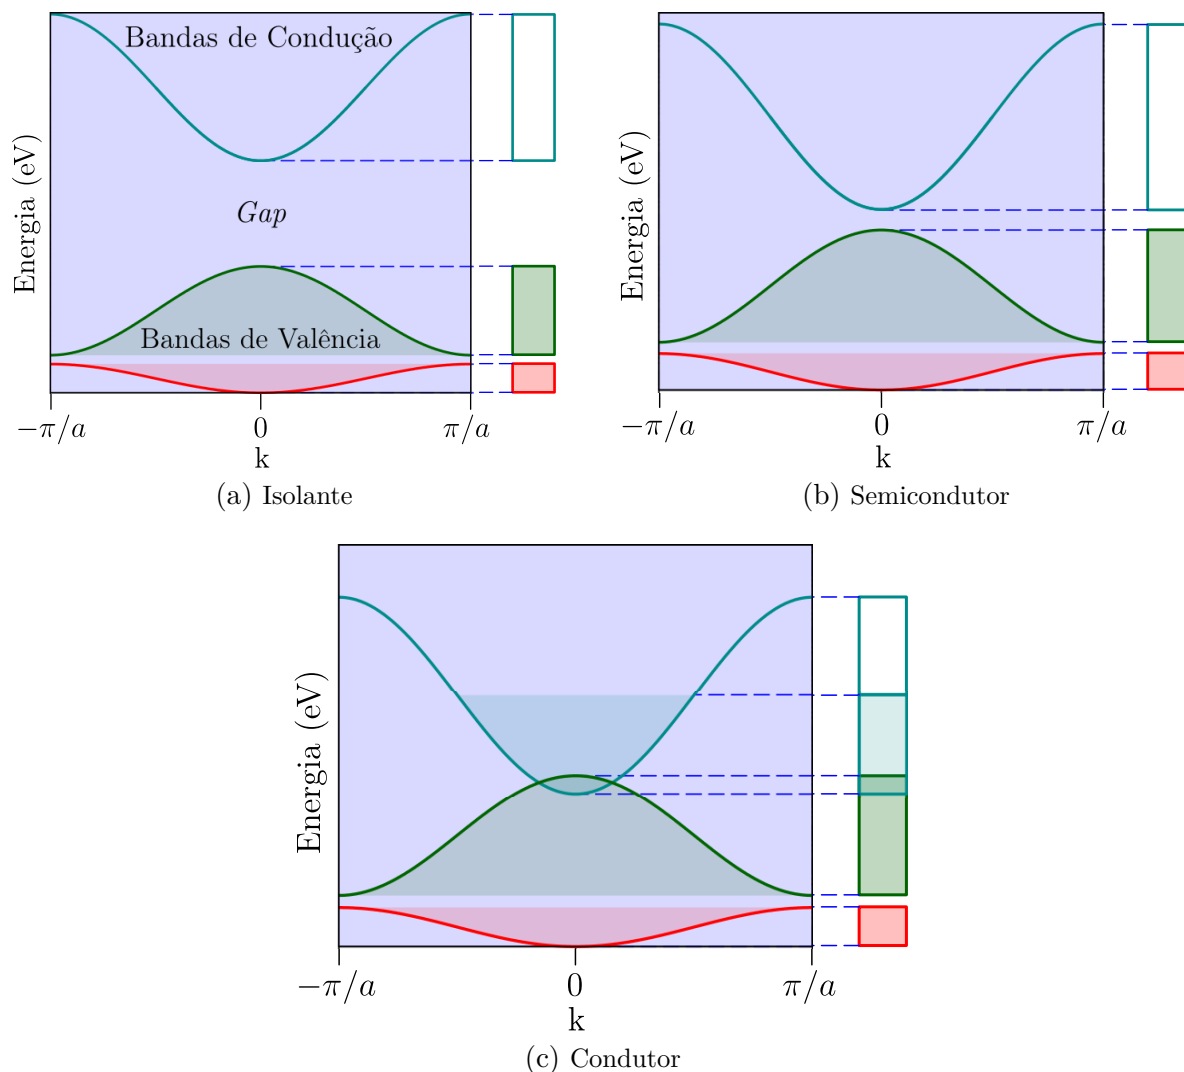 Bandas de Condução
Energia (eV)
Gap
Bandas de Valência
−π/a
0
π/a
k
(a) Isolante
Energia (eV)
−π/a
0
π/a
k
(b) Semicondutor
Energia (eV)
−π/a
0
π/a
k
(c) Condutor